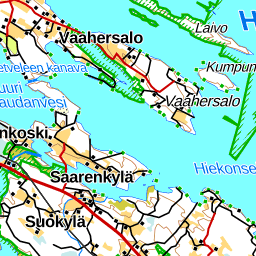 Laivo
H
Vaahersalo
etveleen kanava
Kumpun
uuri
audanvesi
Vaahersalo
nkoski
Hiekonse
Saarenkylä
Suokylä